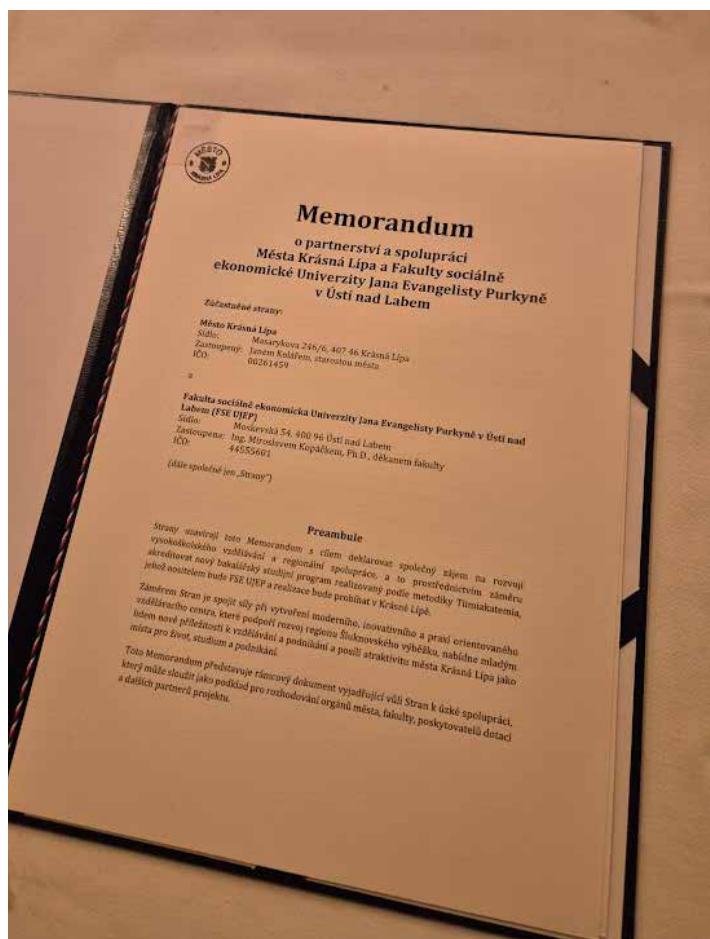 MĚSTO
KRÁSNÁ LÍPA
Memorandum
o partnerství a spolupráci
Města Krásná Lípa a Fakulty sociálně
ekonomické Univerzity Jana Evangelisty Purkyně
v Ústí nad Labem
Zúčastněné strany:
Město Krásná Lípa
Sídlo: Masarykova 246/6, 407 46 Krásná Lípa
Zastoupený: Janem Kolářem, starostou města
IČO: 00261459
a
Fakulta sociálně ekonomická Univerzity Jana Evangelisty Purkyně v Ústí nad
Labem (FSE UJEP)
Sídlo: Moskevská 54, 400 96 Ústí nad Labem
Zastoupena: Ing. Miroslavem Kopáčkem, Ph.D., děkanem fakulty
IČO: 44555601
(dále společně jen „Strany")
Preambule
Strany uzavírají toto Memorandum s cílem deklarovat společný zájem na rozvoji
vysokoškolského vzdělávání a regionální spolupráce, a to prostřednictvím záměru
akreditovat nový bakalářský studijní program realizovaný podle metodiky Tiimiakatemia,
jehož nositelem bude FSE UJEP a realizace bude probíhat v Krásné Lípě.
Záměrem Stran je spojit síly při vytvoření moderního, inovativního a praxí orientovaného
vzdělávacího centra, které podpoří rozvoj regionu Šluknovského výběžku, nabídne mladým
lidem nové příležitosti k vzdělávání a podnikání a posílí atraktivitu města Krásná Lípa jako
místa pro život, studium a podnikání.
Toto Memorandum představuje rámcový dokument vyjadřující vůli Stran k úzké spolupráci,
který může sloužit jako podklad pro rozhodování orgánů města, fakulty, poskytovatelů dotací
a dalších partnerů projektu.